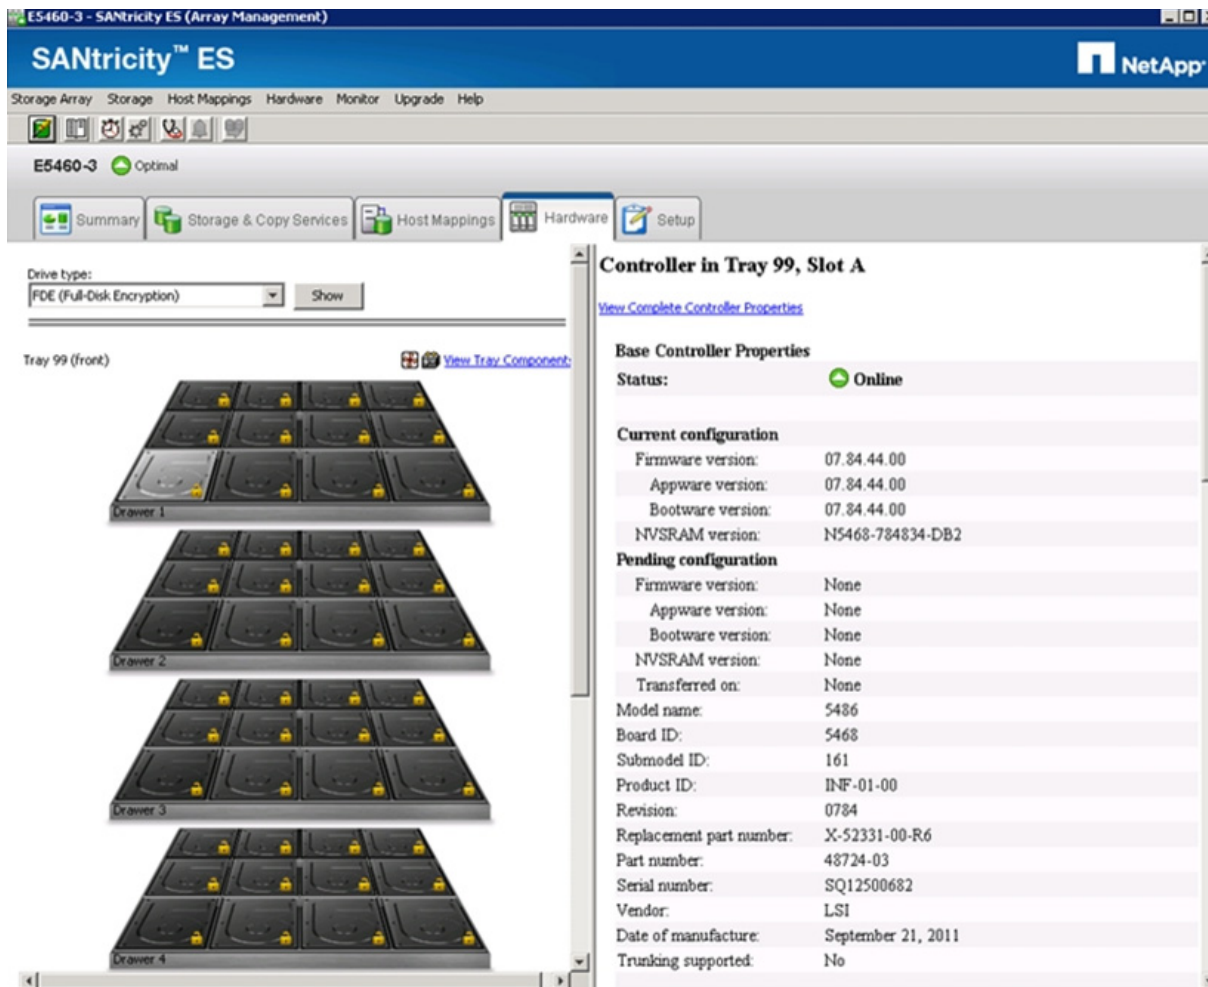 E5460-3 - SANtricity ES (Array Management)
SANtricity™ ES
NetApp
Storage Array Storage Host Mappings Hardware Monitor Upgrade Help
E5460-3 Optimal
Summary Storage & Copy Services Host Mappings Hardware Setup
Drive type:
FDE (Full-Disk Encryption) Show
Tray 99 (front) View Tray Component
Drawer 1
Drawer 2
Drawer 3
Drawer 4
Controller in Tray 99, Slot A
View Complete Controller Properties
Base Controller Properties
Status: Online
Current configuration
Firmware version: 07.84.44.00
Appware version: 07.84.44.00
Bootware version: 07.84.44.00
NVSRAM version: N5468-784834-DB2
Pending configuration
Firmware version: None
Appware version: None
Bootware version: None
NVSRAM version: None
Transferred on: None
Model name: 5486
Board ID: 5468
Submodel ID: 161
Product ID: INF-01-00
Revision: 0784
Replacement part number: X-52331-00-R6
Part number: 48724-03
Serial number: SQ12500682
Vendor: LSI
Date of manufacture: September 21, 2011
Trunking supported: No